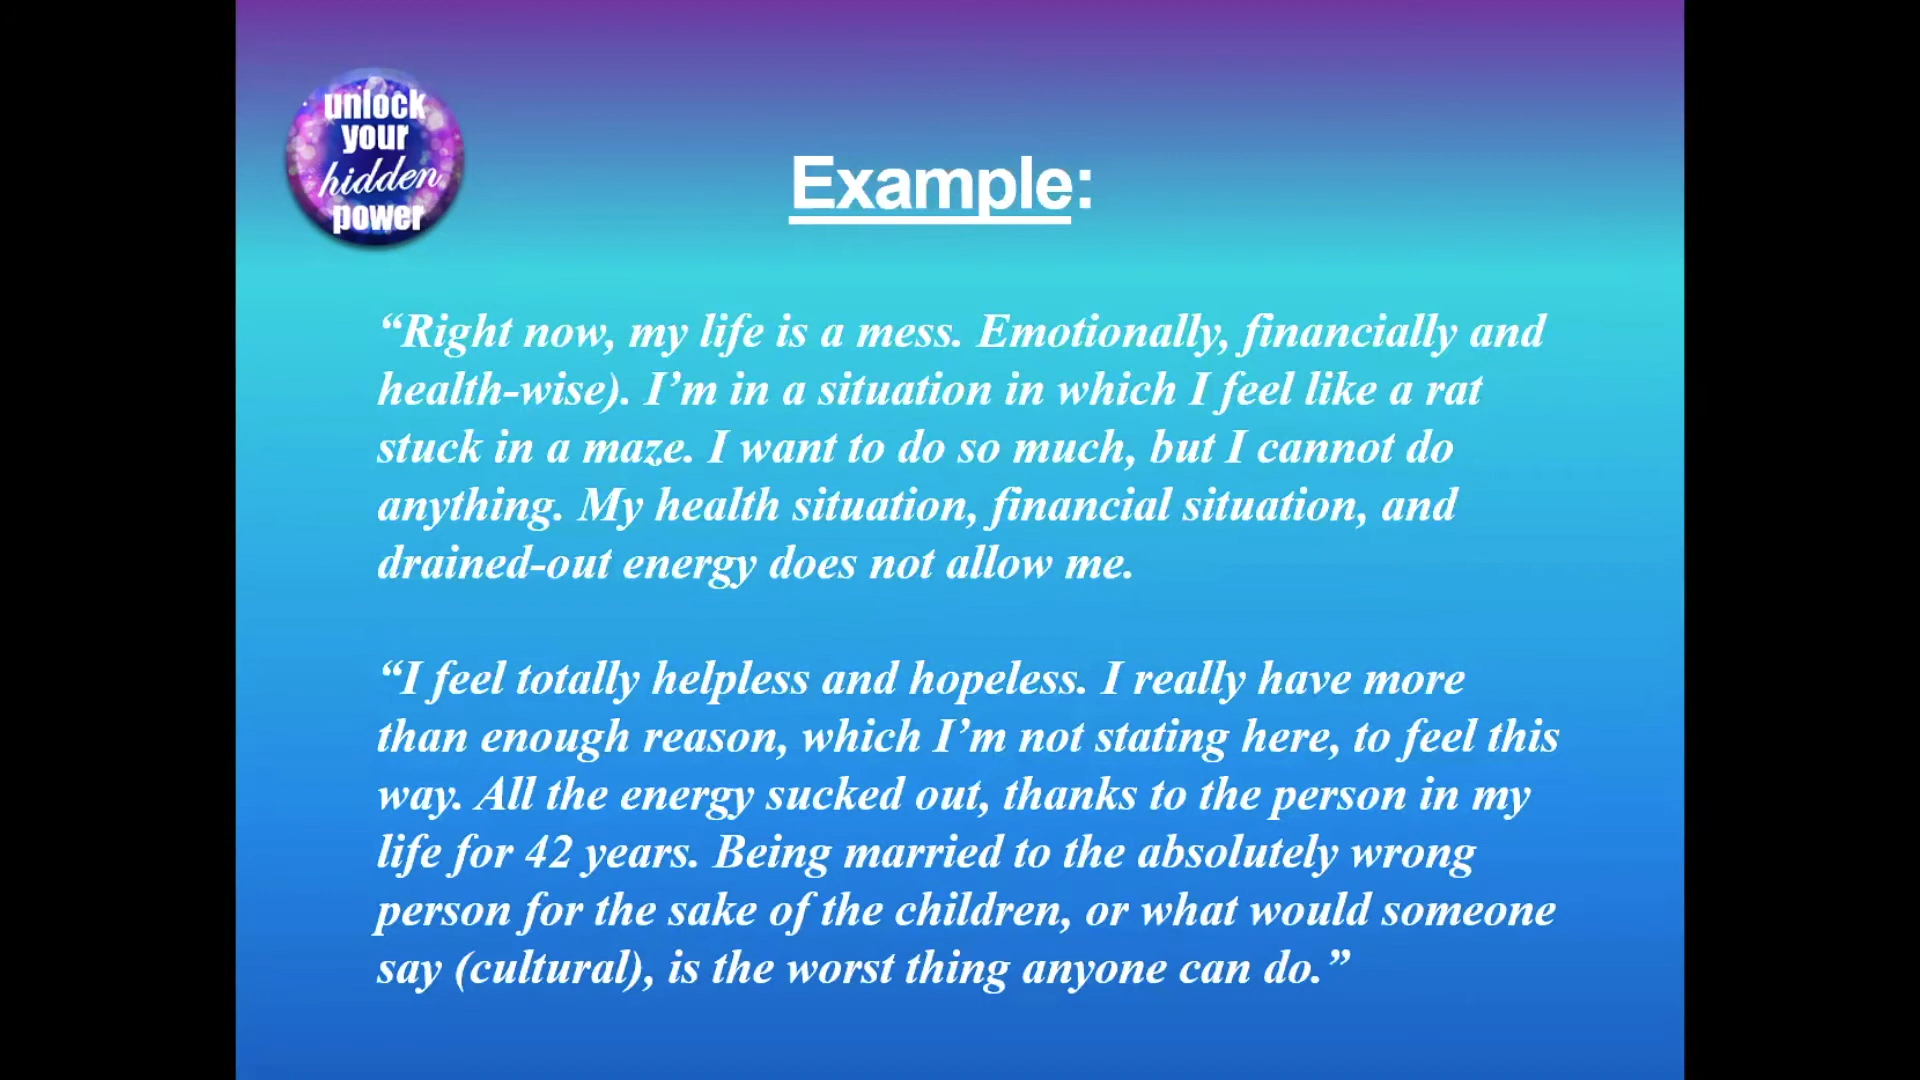 unlock
your
hidden
power
Example:
“Right now, my life is a mess. Emotionally, financially and
health-wise). I’m in a situation in which I feel like a rat
stuck in a maze. I want to do so much, but I cannot do
anything. My health situation, financial situation, and
drained-out energy does not allow me.
“I feel totally helpless and hopeless. I really have more
than enough reason, which I’m not stating here, to feel this
way. All the energy sucked out, thanks to the person in my
life for 42 years. Being married to the absolutely wrong
person for the sake of the children, or what would someone
say (cultural), is the worst thing anyone can do.”